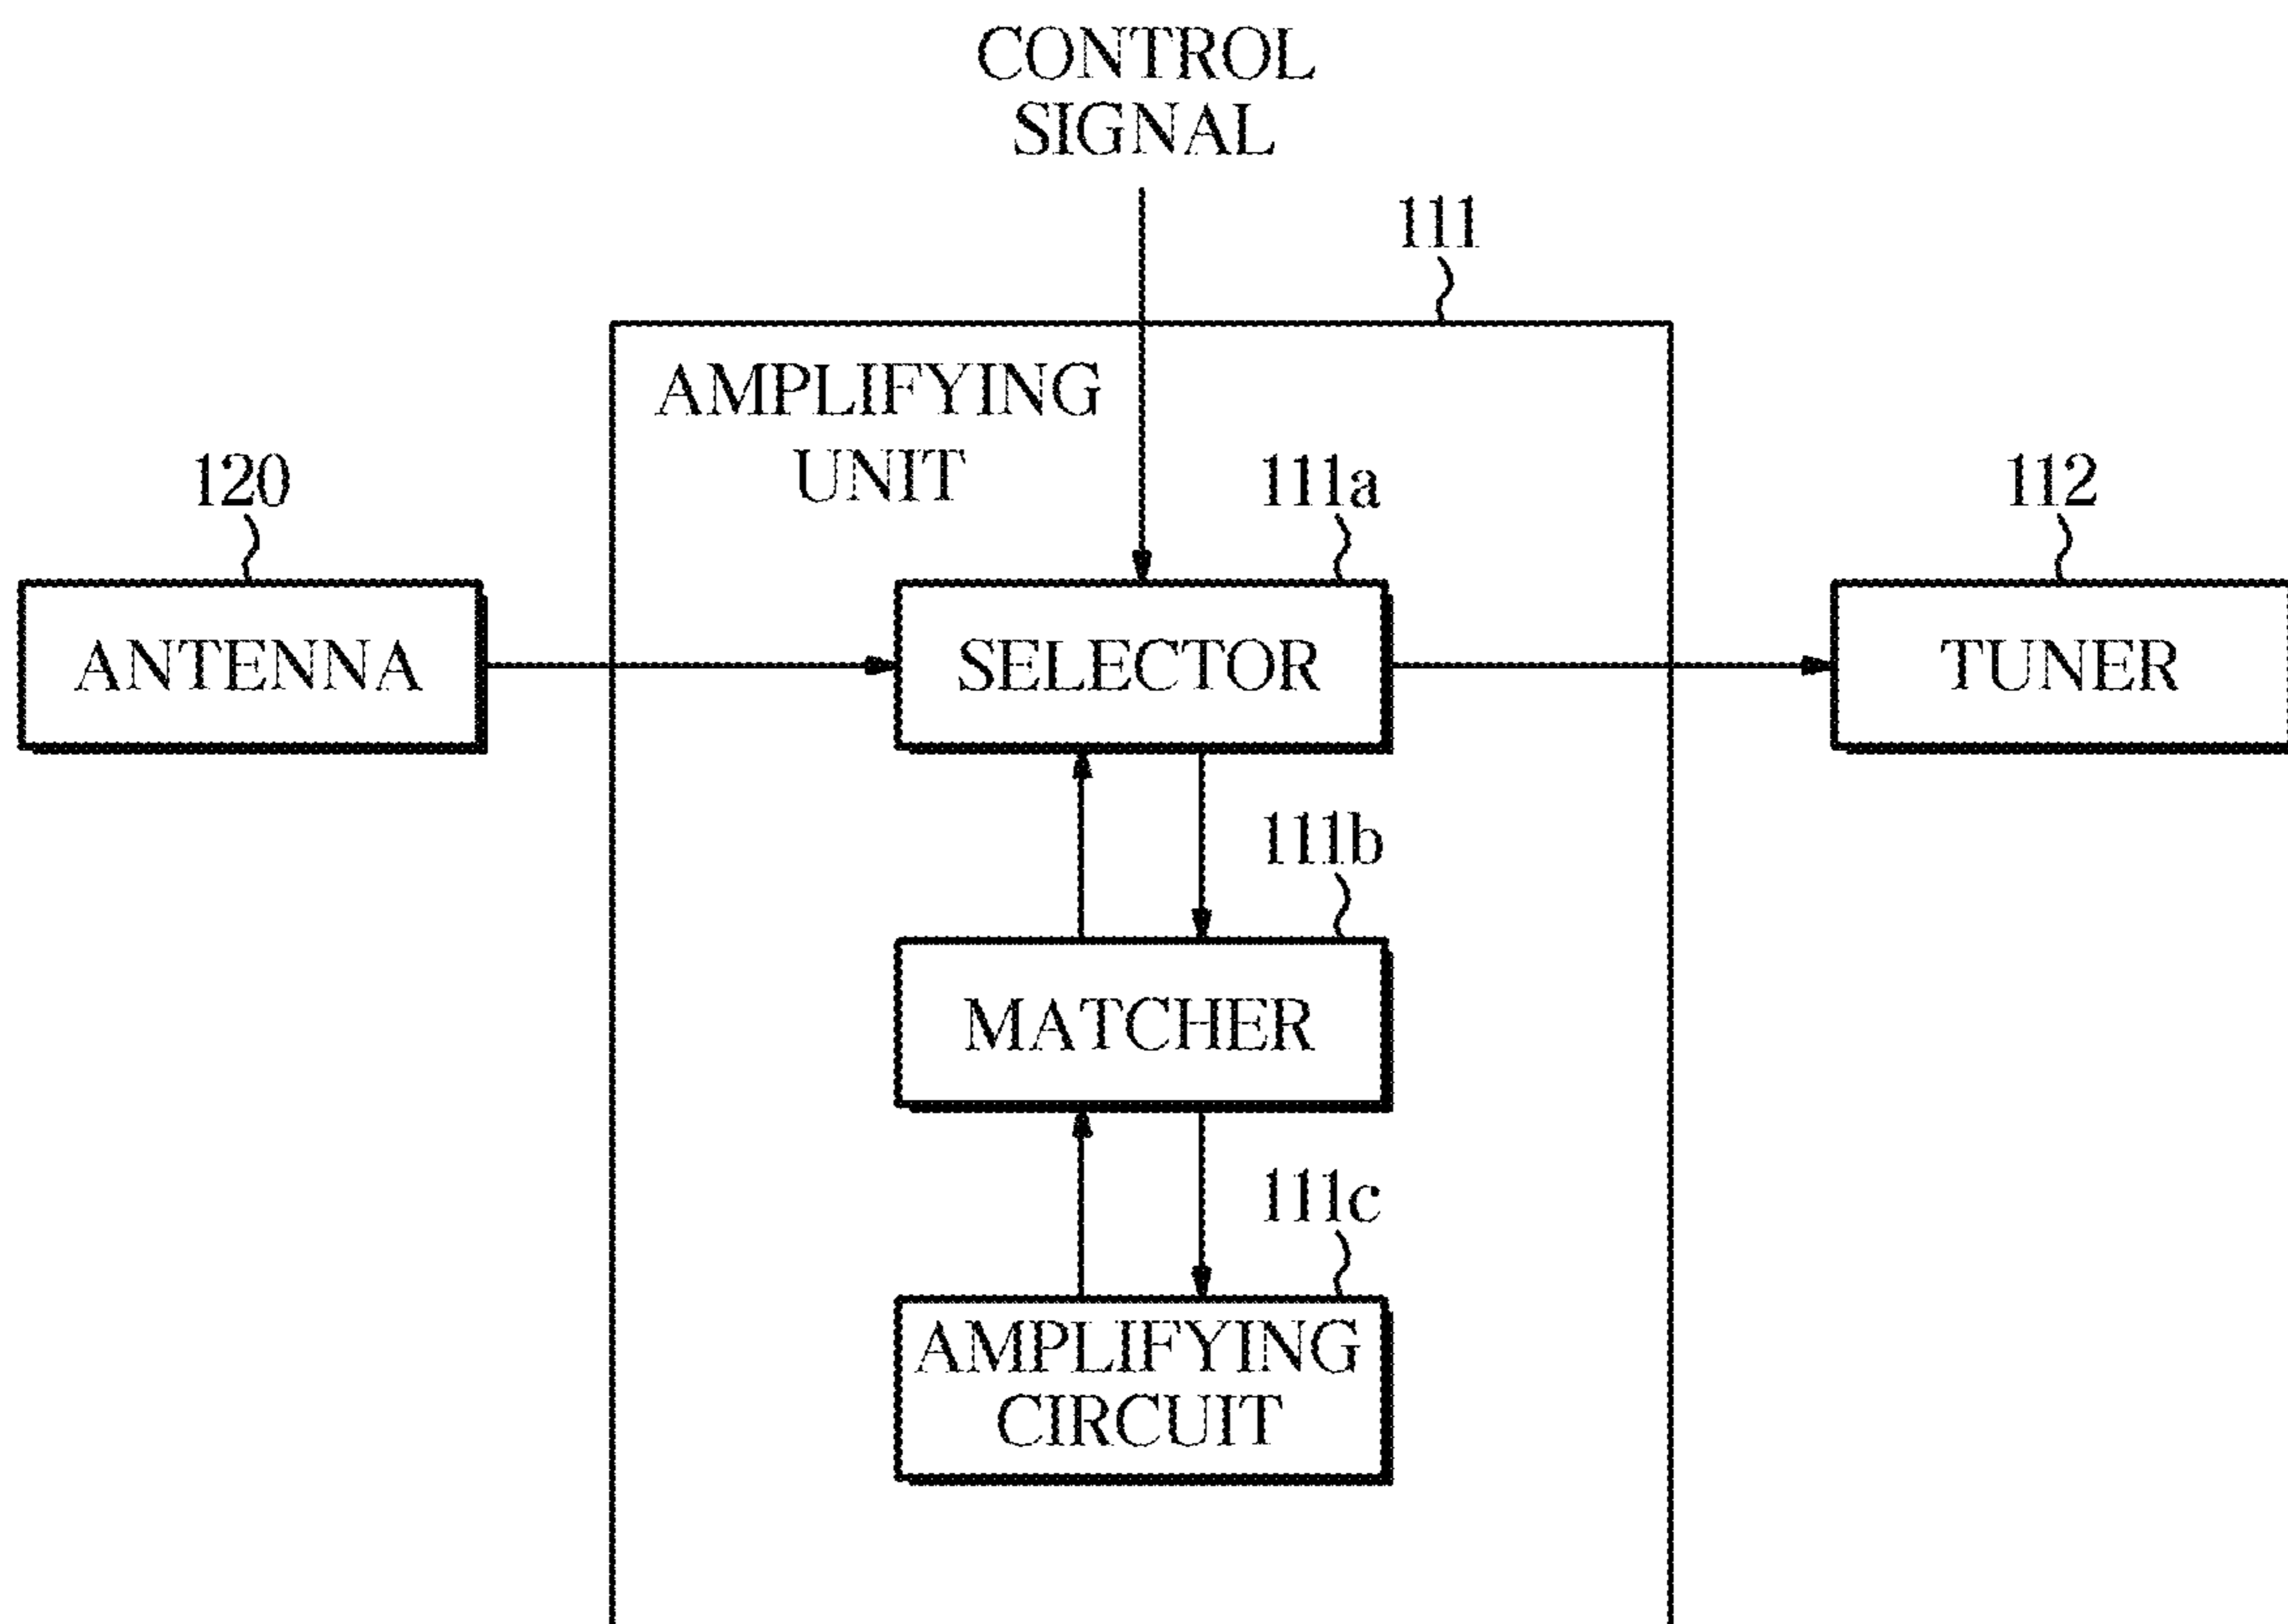 CONTROL
SIGNAL
111
AMPLIFYING
UNIT
120
111a
112
ANTENNA
SELECTOR
TUNER
111b
MATCHER
111c
AMPLIFYING
CIRCUIT